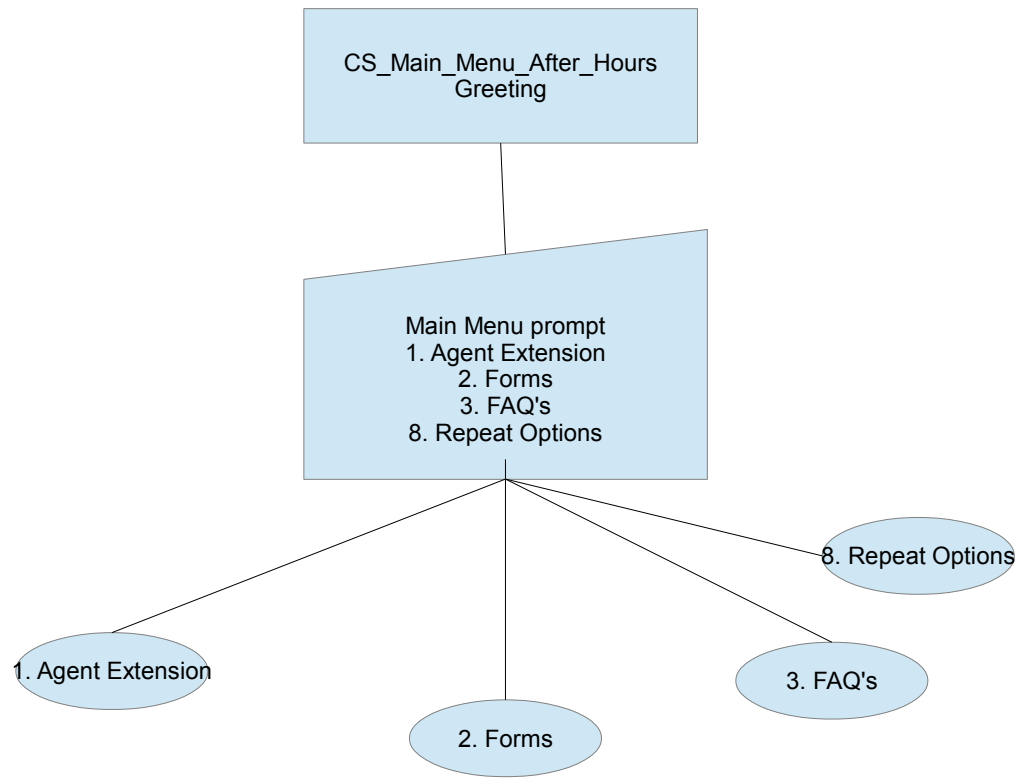 CS_Main_Menu_After_Hours
Greeting
Main Menu prompt
1. Agent Extension
2. Forms
3. FAQ's
8. Repeat Options
8. Repeat Options
1. Agent Extension
3. FAQ's
2. Forms